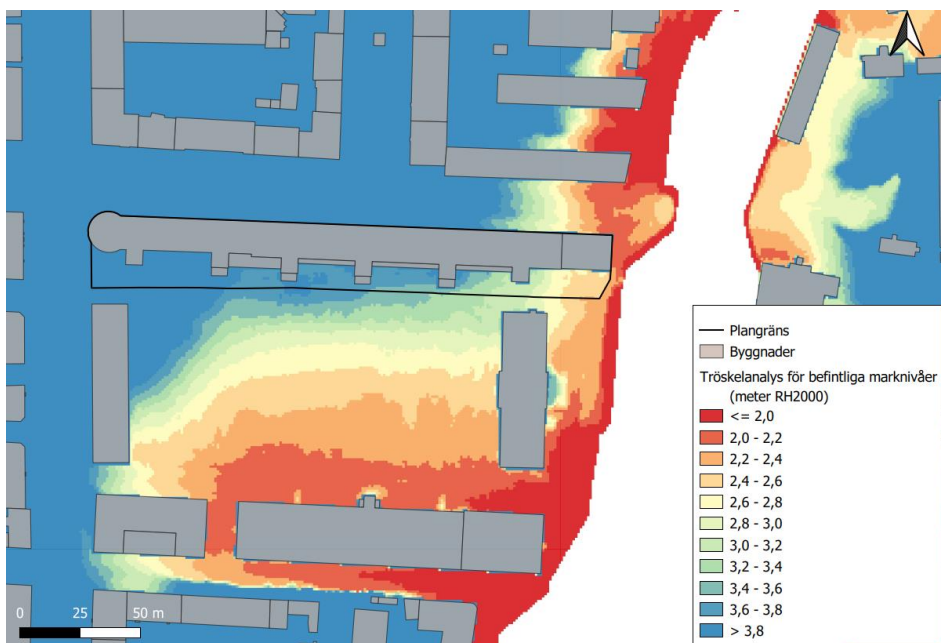 Plangräns
Byggnader
Tröskelanalys för befintliga marknivåer
(meter RH2000)
<= 2,0
2,0 - 2,2
2,2 - 2,4
2,4 - 2,6
2,6 - 2,8
2,8 - 3,0
3,0 - 3,2
3,2 - 3,4
3,4 - 3,6
3,6 - 3,8
> 3,8
0 25 50 m